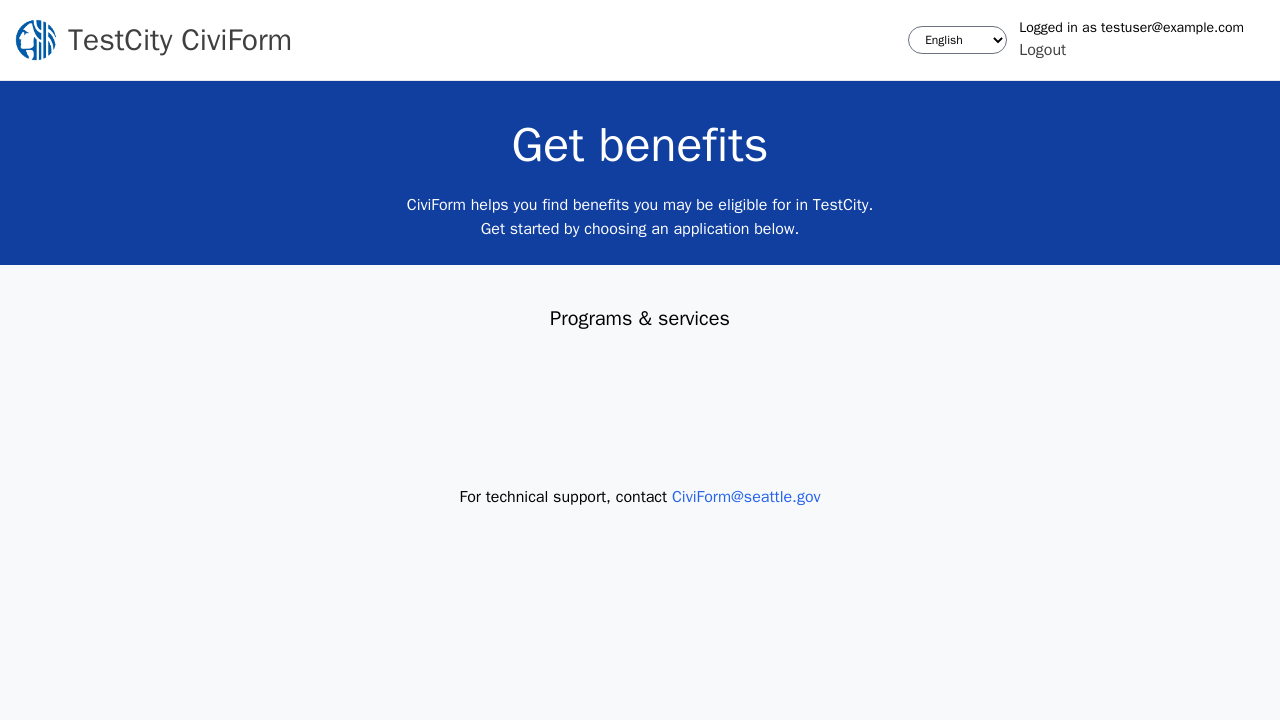 TestCity CiviForm
English
Logged in as testuser@example.com
Logout
Get benefits
CiviForm helps you find benefits you may be eligible for in TestCity.
Get started by choosing an application below.
Programs & services
For technical support, contact CiviForm@seattle.gov